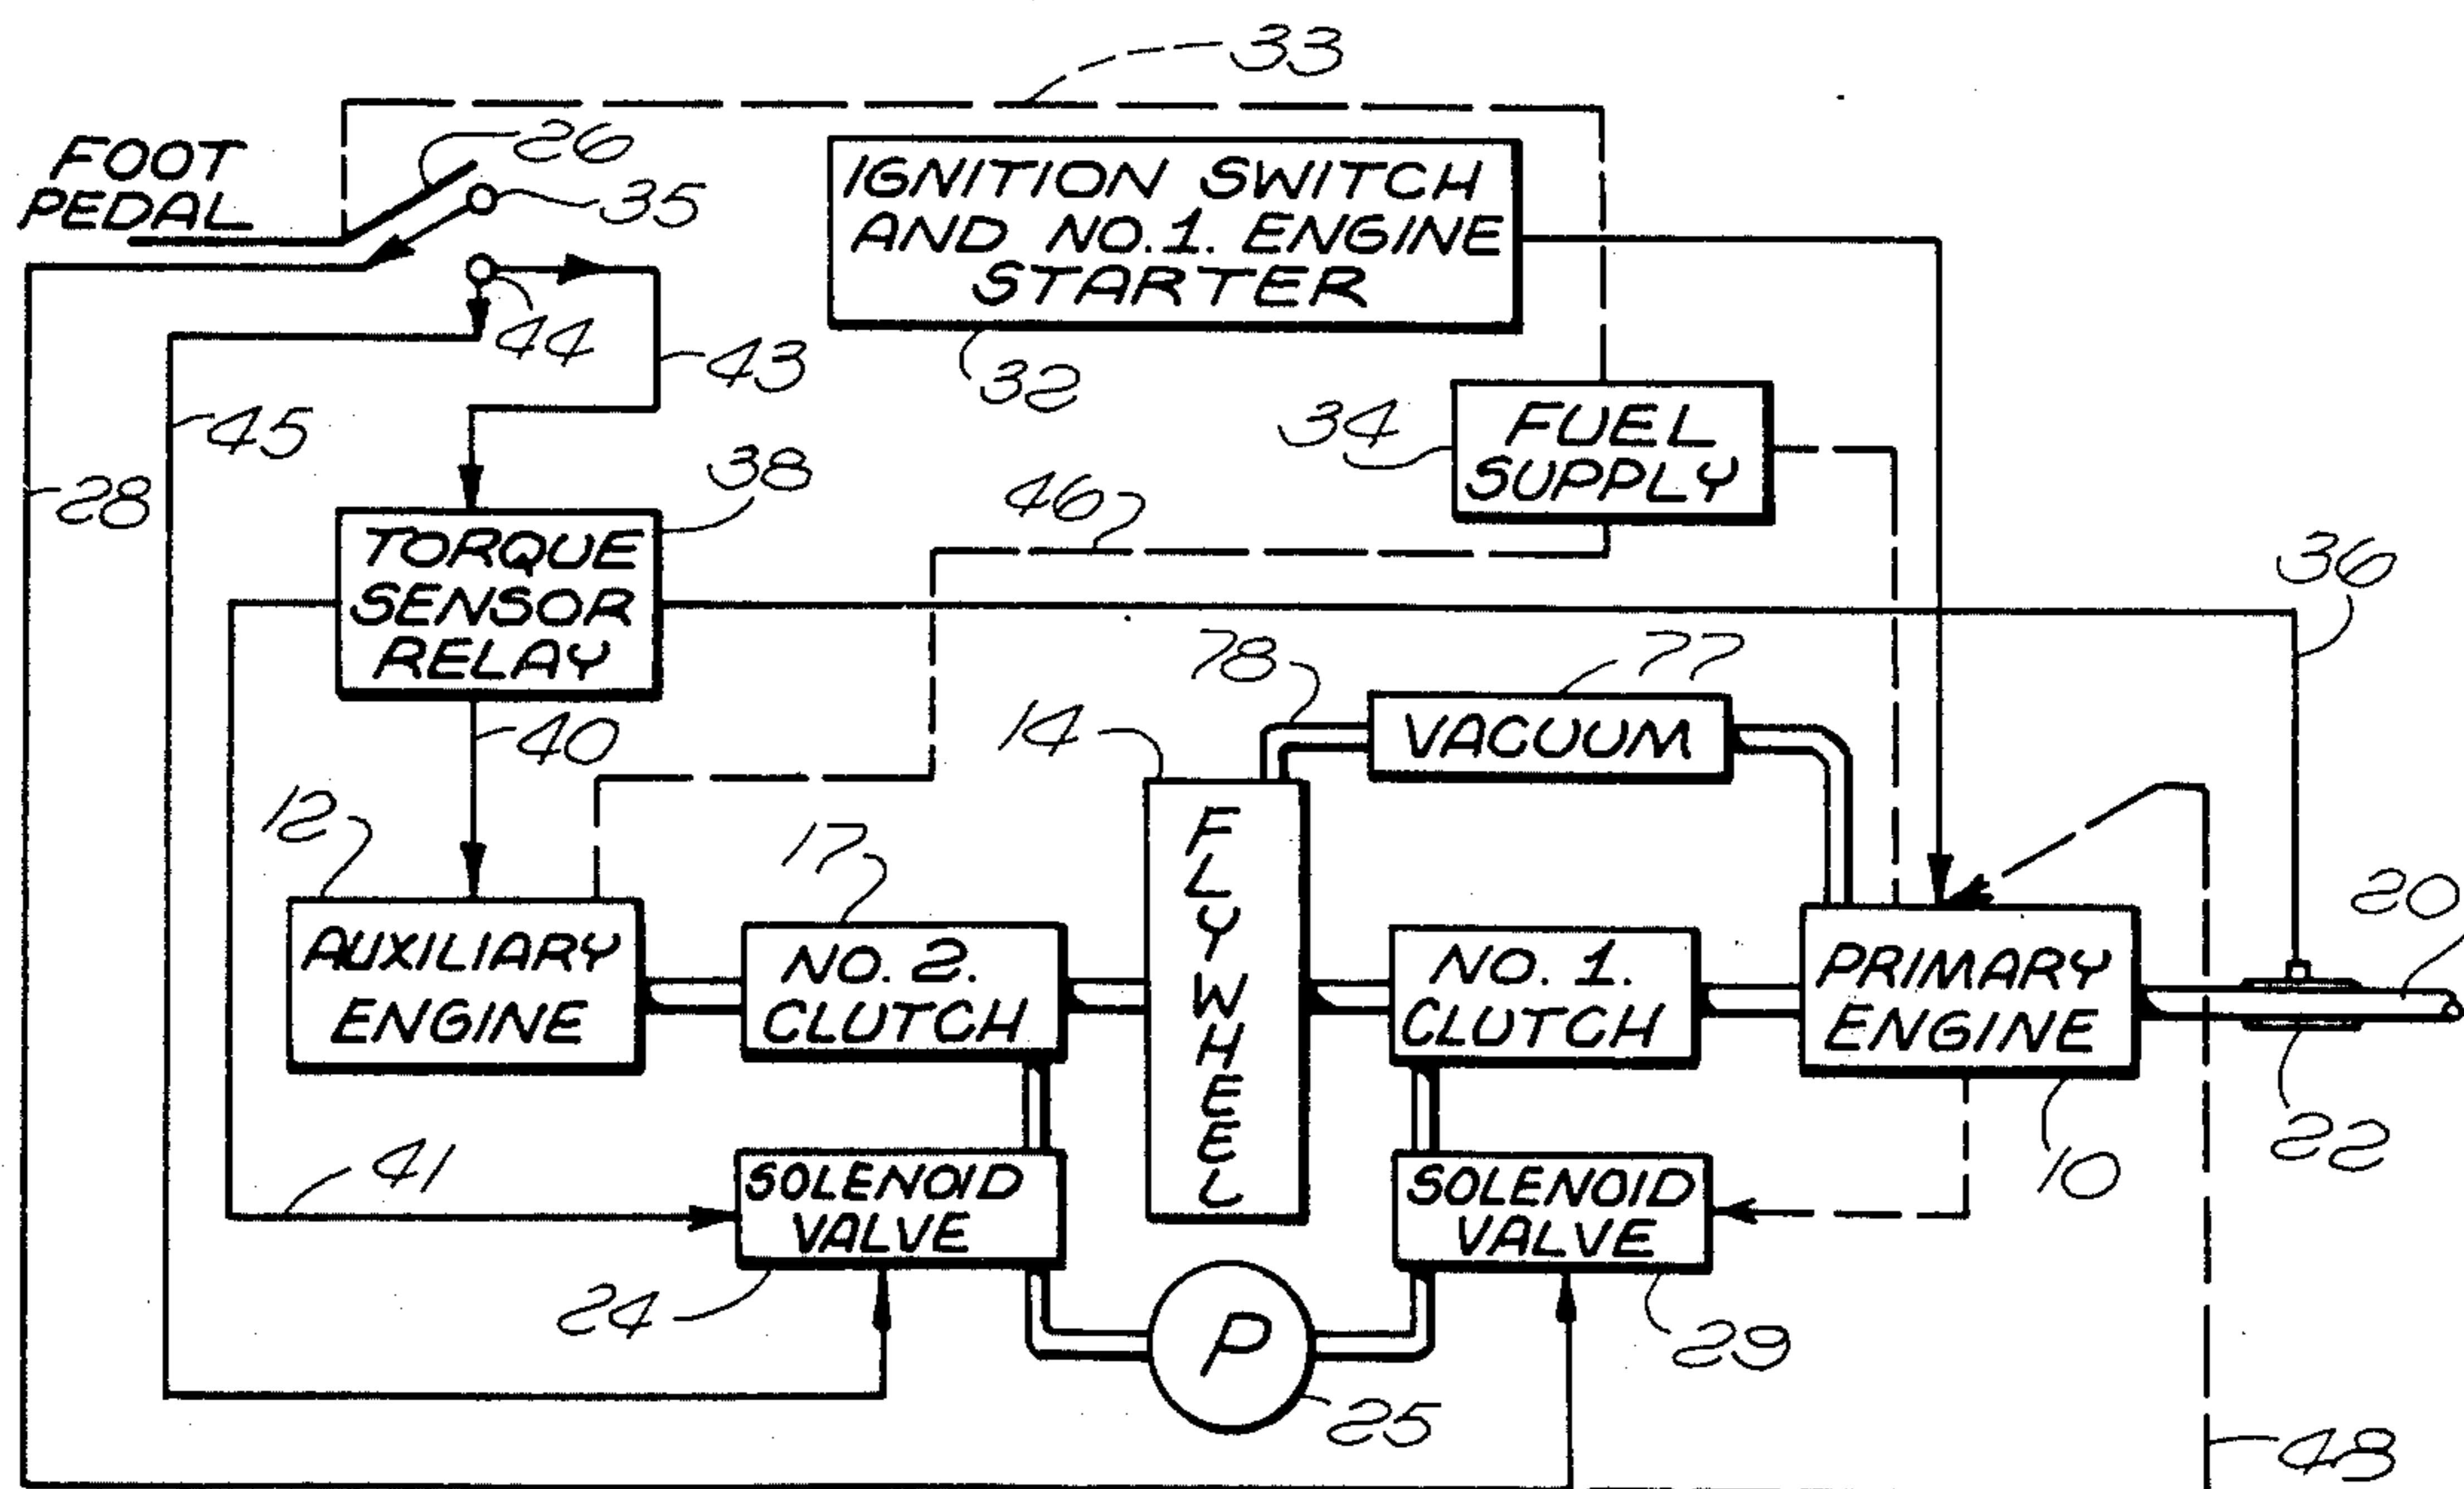 33
FOOT
PEDAL
26
35
IGNITION SWITCH
AND NO.1. ENGINE
STARTER
32
44
43
45
28
34
FUEL
SUPPLY
38
46
36
TORQUE
SENSOR
RELAY
40
78
77
14
VACUUM
12
17
20
FLYWHEEL
AUXILIARY
ENGINE
NO. 2.
CLUTCH
NO. 1.
CLUTCH
PRIMARY
ENGINE
22
10
41
SOLENOID
VALVE
24
SOLENOID
VALVE
29
P
25
48